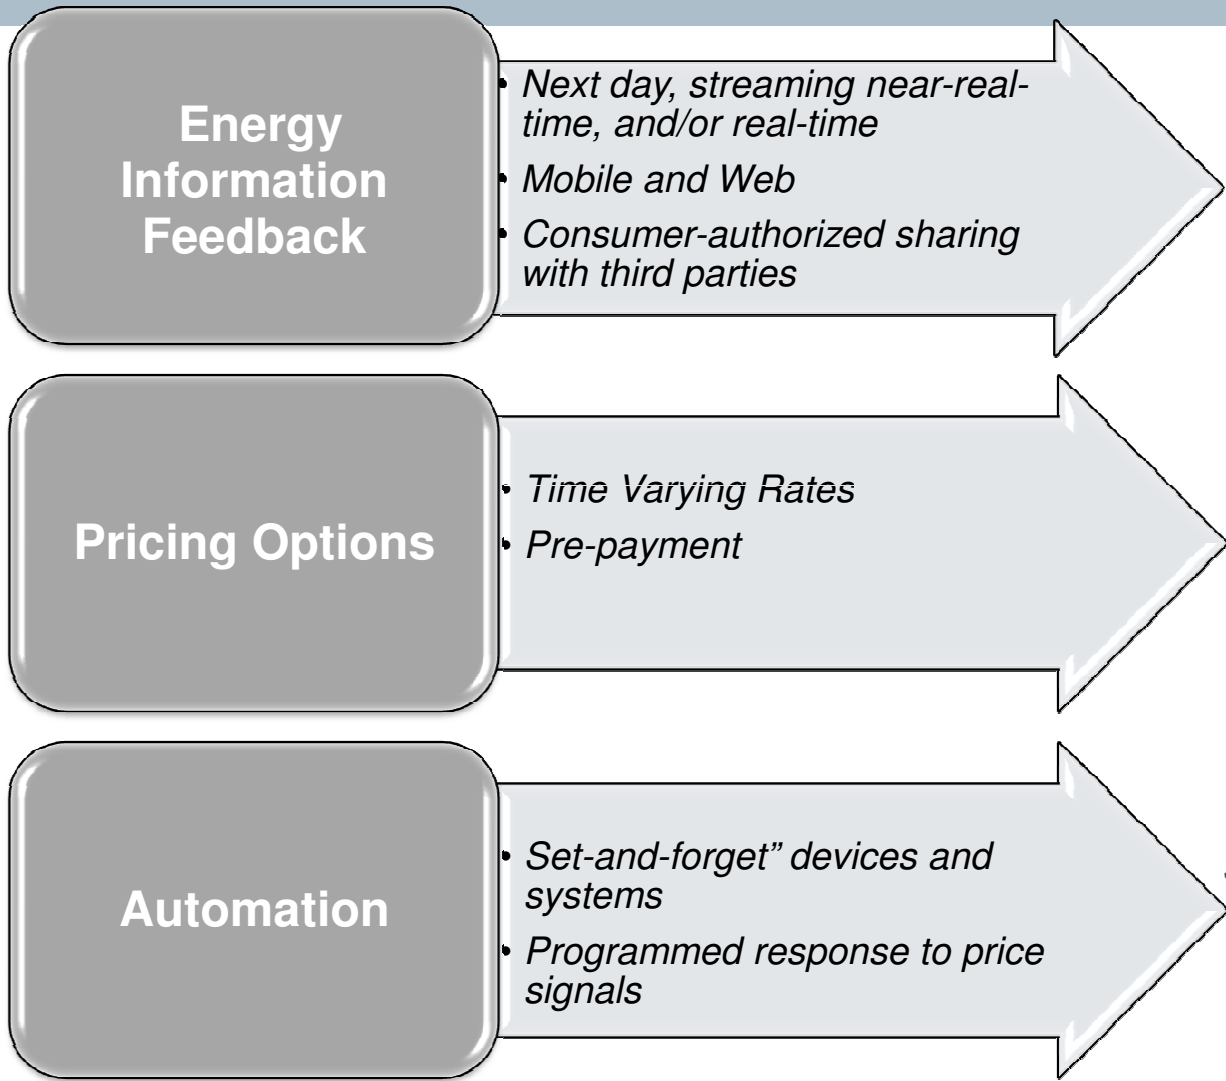 Energy
Information
Feedback
• Next day, streaming near-real-
time, and/or real-time
• Mobile and Web
• Consumer-authorized sharing
with third parties
Pricing Options
• Time Varying Rates
• Pre-payment
Automation
• Set-and-forget” devices and
systems
• Programmed response to price
signals